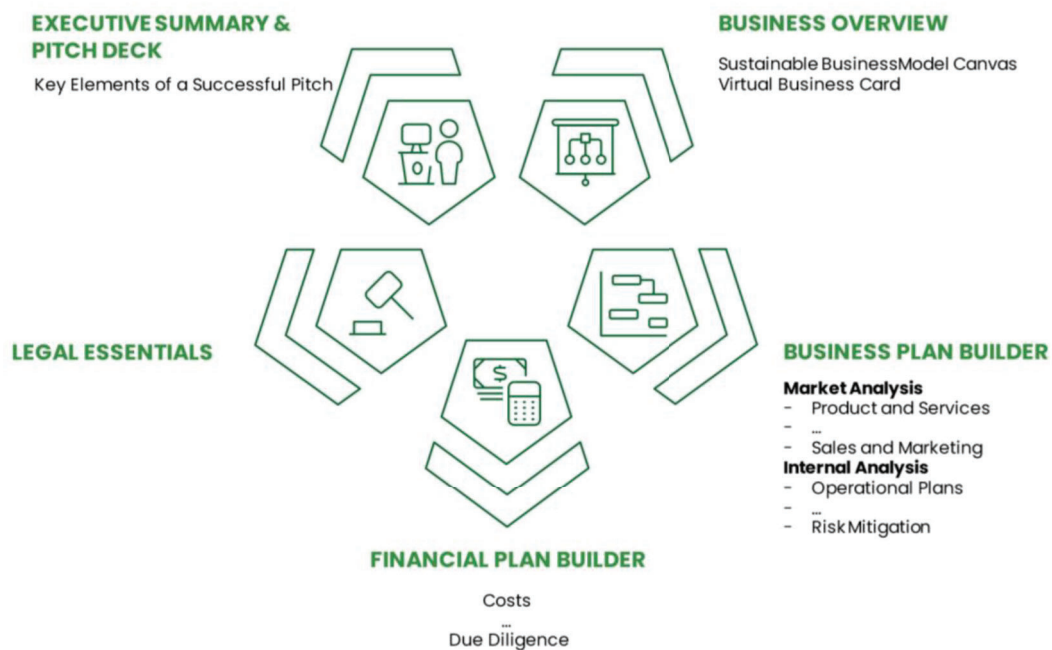 EXECUTIVE SUMMARY &
PITCH DECK
Key Elements of a Successful Pitch
BUSINESS OVERVIEW
Sustainable BusinessModel Canvas
Virtual Business Card
LEGAL ESSENTIALS
$
BUSINESS PLAN BUILDER
Market Analysis
- Product and Services
- ...
- Sales and Marketing
Internal Analysis
- Operational Plans
- ...
- Risk Mitigation
FINANCIAL PLAN BUILDER
Costs
...
Due Diligence